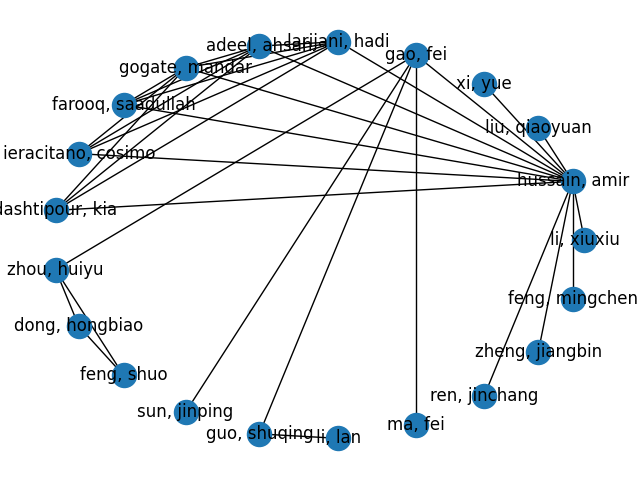 larijani, hadi
adeel, ahsan
gao, fei
gogate, mandar
xi, yue
farooq, saadullah
liu, qiaoyuan
ieracitano, cosimo
hussain, amir
dashtipour, kia
li, xiuxiu
zhou, huiyu
feng, mingchen
dong, hongbiao
zheng, jiangbin
feng, shuo
ren, jinchang
sun, jinping
ma, fei
guo, shuqing
li, lan